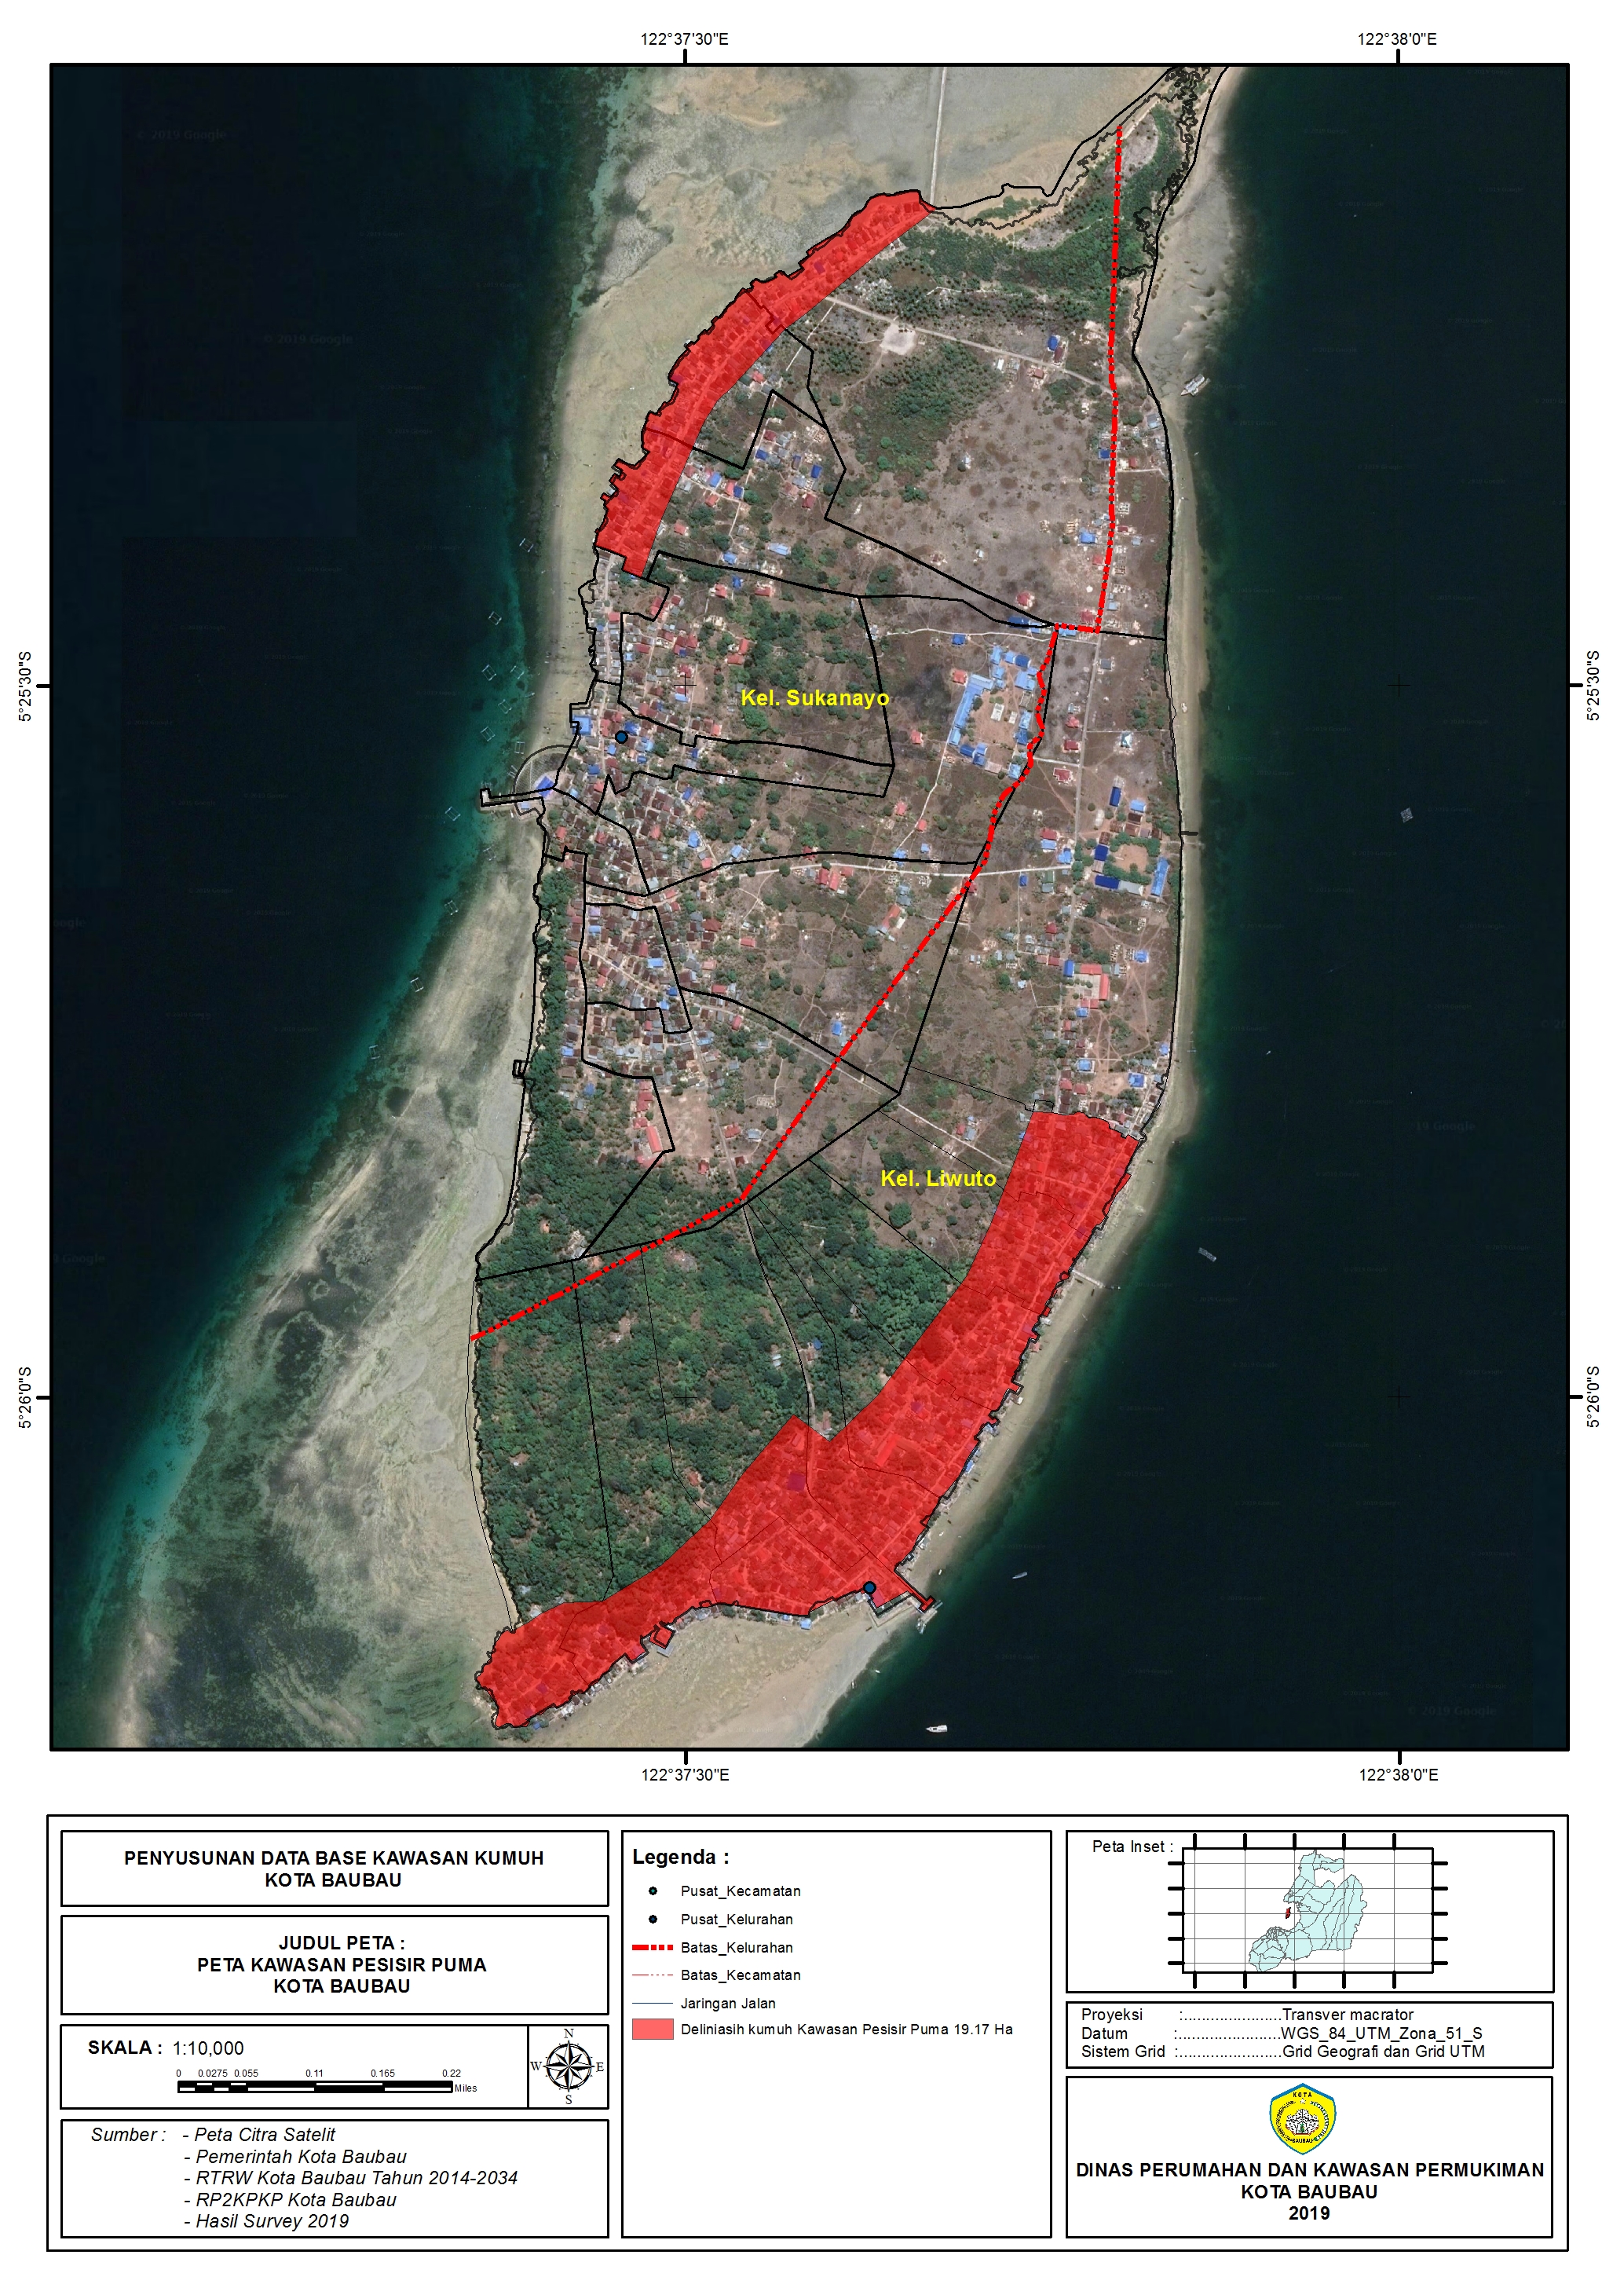 122°37'30"E
122°38'0"E
© 2019 Google
© 2019 Google
5°25'30"S
5°25'30"S
Kel. Sukanayo
Kel. Liwuto
5°26'0"S
5°26'0"S
© 2019 Google
122°37'30"E
122°38'0"E
PENYUSUNAN DATA BASE KAWASAN KUMUH
KOTA BAUBAU
JUDUL PETA :
PETA KAWASAN PESISIR PUMA
KOTA BAUBAU
SKALA : 1:10,000
0 0.0275 0.055 0.11 0.165 0.22
Miles
N
W E
S
Sumber : - Peta Citra Satelit
- Pemerintah Kota Baubau
- RTRW Kota Baubau Tahun 2014-2034
- RP2KPKP Kota Baubau
- Hasil Survey 2019
Legenda :
Pusat_Kecamatan
Pusat_Kelurahan
Batas_Kelurahan
Batas_Kecamatan
Jaringan Jalan
Deliniasih kumuh Kawasan Pesisir Puma 19.17 Ha
Peta Inset :
Proyeksi :......................Transver macrator
Datum :.......................WGS_84_UTM_Zona_51_S
Sistem Grid :.......................Grid Geografi dan Grid UTM
KOTA
BAUBAU
DINAS PERUMAHAN DAN KAWASAN PERMUKIMAN
KOTA BAUBAU
2019